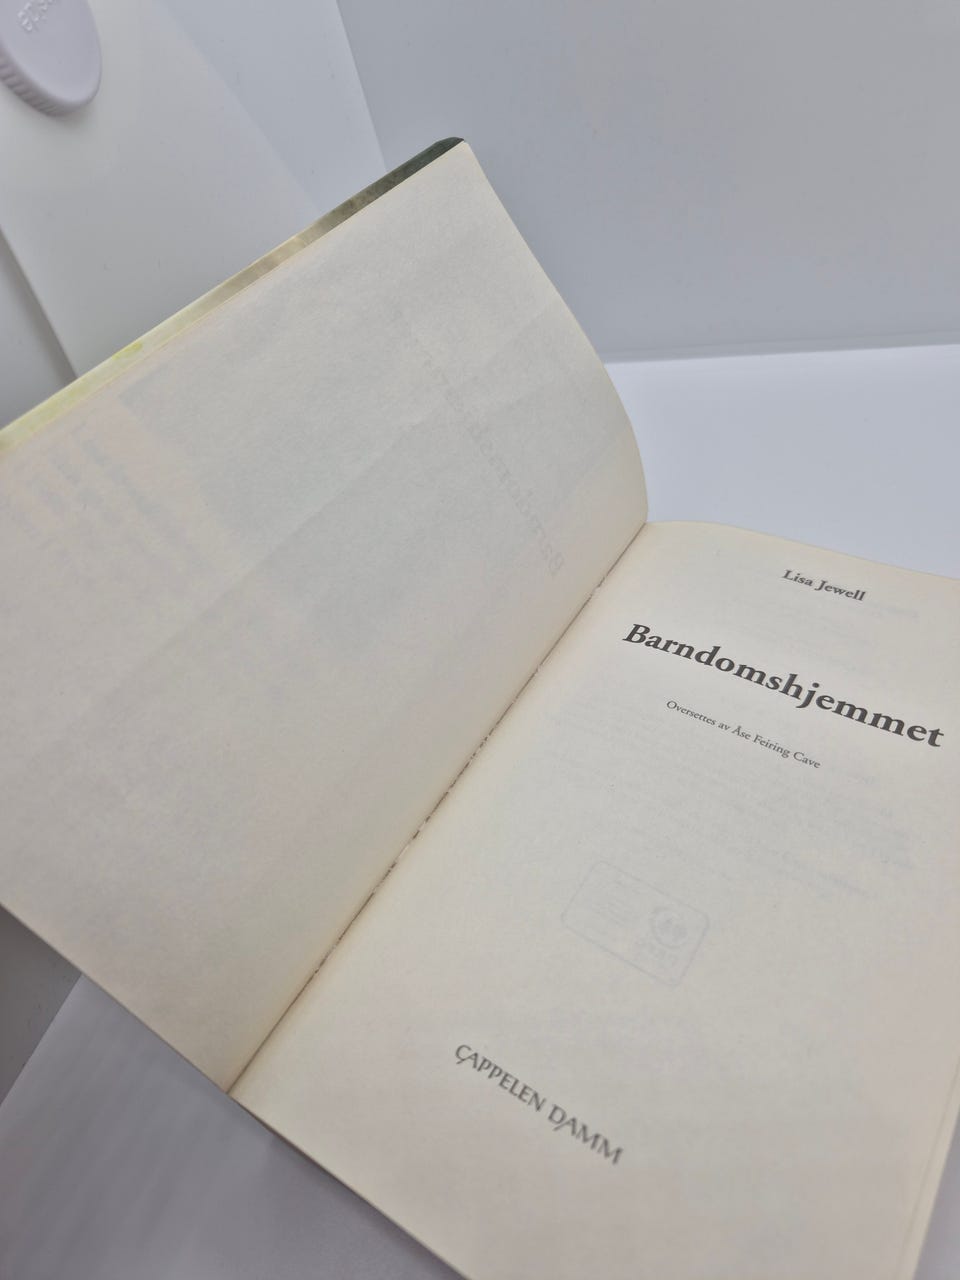 Lisa Jewell
Barndomshjemmet
Oversettes av Åse Feiring Cave
CAPPELEN DAMM